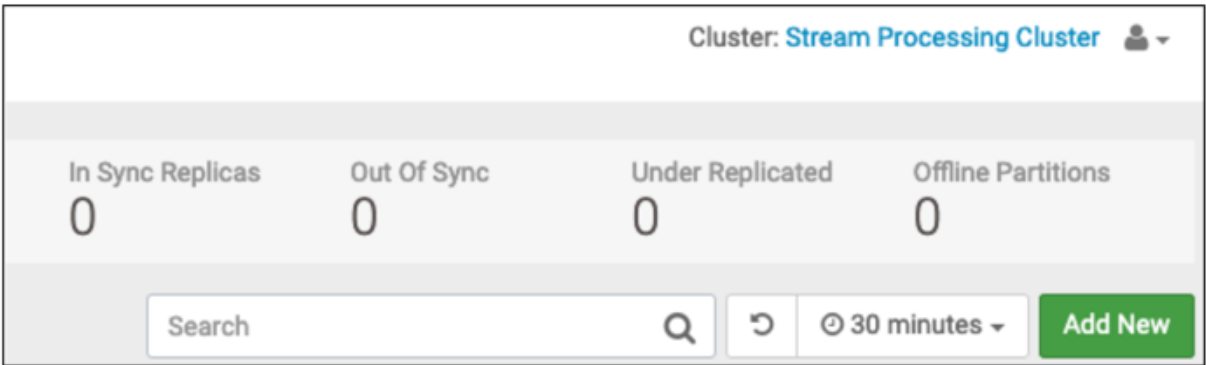 Cluster: Stream Processing Cluster
In Sync Replicas Out Of Sync Under Replicated Offline Partitions
0 0 0 0
Search 30 minutes Add New